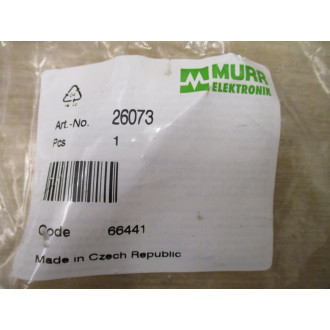 MURR
ELEKTRONIK
Art.-No. 26073
Pcs 1
Code 66441
Made in Czech Republic